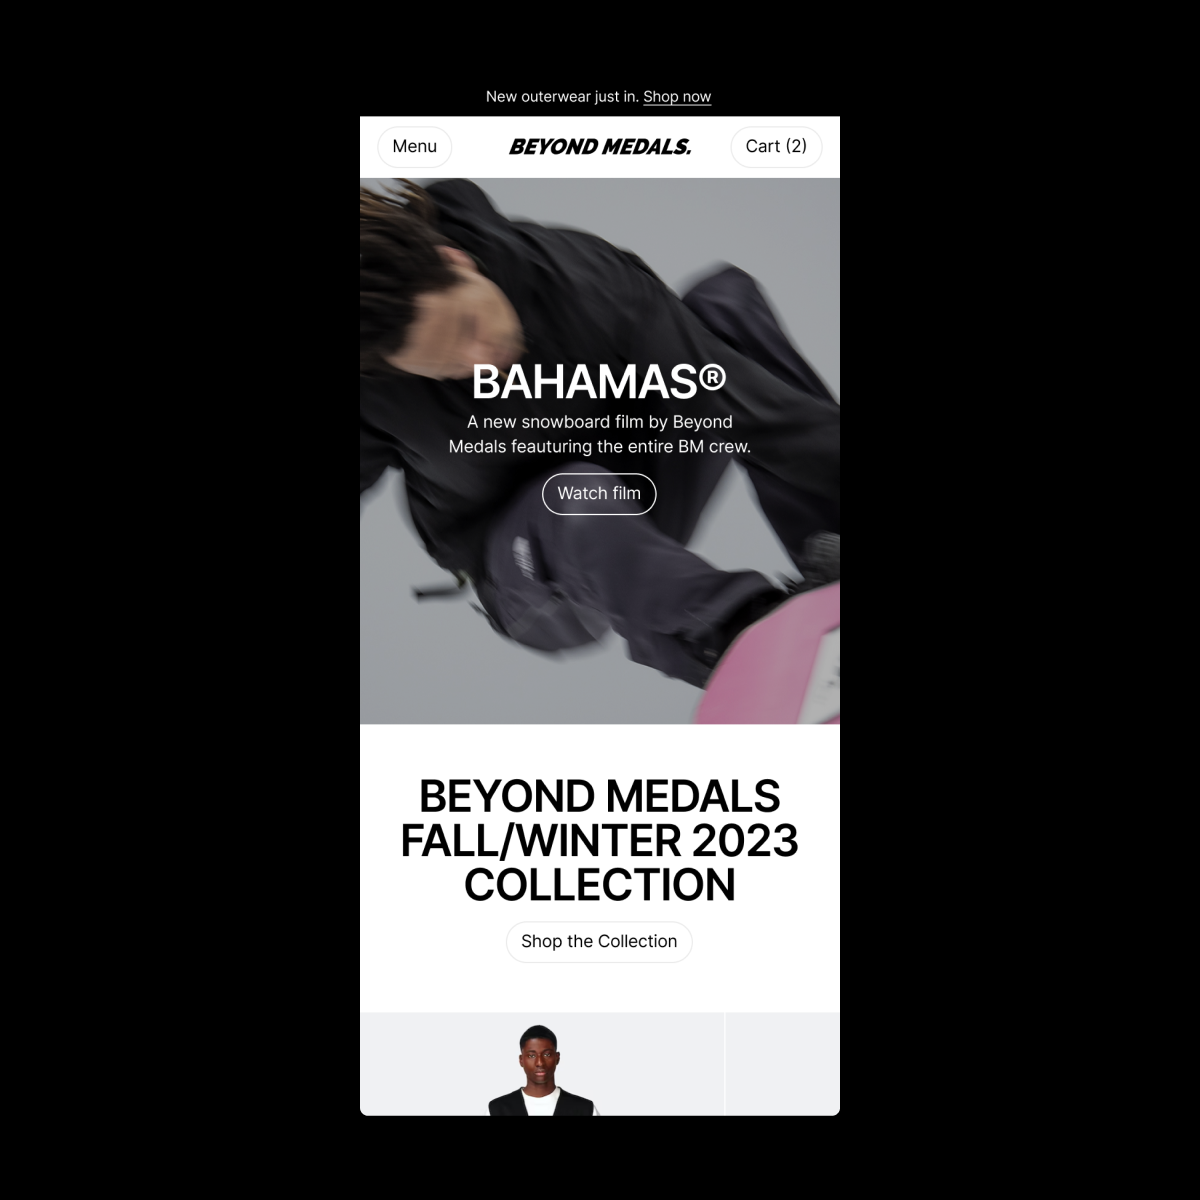 New outerwear just in. Shop now
Menu
BEYOND MEDALS.
Cart (2)
BAHAMAS®
A new snowboard film by Beyond
Medals feauturing the entire BM crew.
Watch film
BEYOND MEDALS
FALL/WINTER 2023
COLLECTION
Shop the Collection